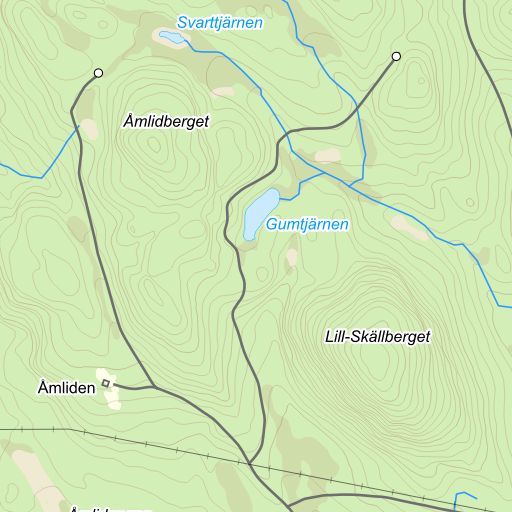 Svarttjärnen
Åmlidberget
Gumtjärnen
Lill-Skällberget
Åmliden